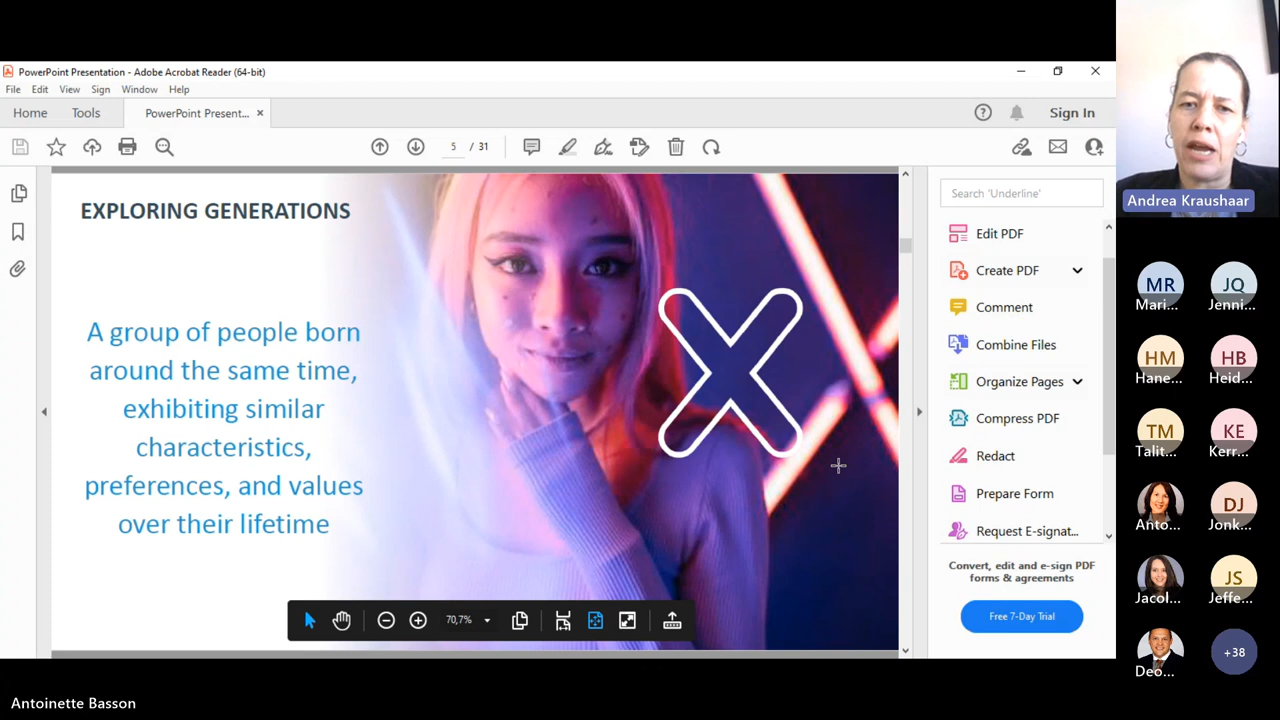 PowerPoint Presentation - Adobe Acrobat Reader (64-bit)
File Edit View Sign Window Help
Home Tools PowerPoint Present... × ? Sign In
5 / 31
EXPLORING GENERATIONS
A group of people born
around the same time,
exhibiting similar
characteristics,
preferences, and values
over their lifetime
X
70,7%
Search 'Underline'
Edit PDF
Create PDF
Comment
Combine Files
Organize Pages
Compress PDF
Redact
Prepare Form
Request E-signat...
Convert, edit and e-sign PDF
forms & agreements
Free 7-Day Trial
Andrea Kraushaar
MR JQ
Mari... Jenni...
HM HB
Hane... Heid...
TM KE
Talit... Kerr...
DJ
Anto... Jonk...
JS
Jacol... Jeffe...
+38
Deo...
Antoinette Basson